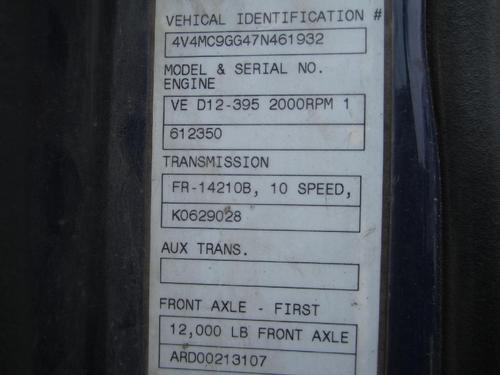 VEHICAL IDENTIFICATION #
4V4MC9GG47N461932
MODEL & SERIAL NO.
ENGINE
VE D12-395 2000RPM 1
612350
TRANSMISSION
FR-14210B, 10 SPEED,
K0629028
AUX TRANS.
FRONT AXLE - FIRST
12,000 LB FRONT AXLE
ARD00213107